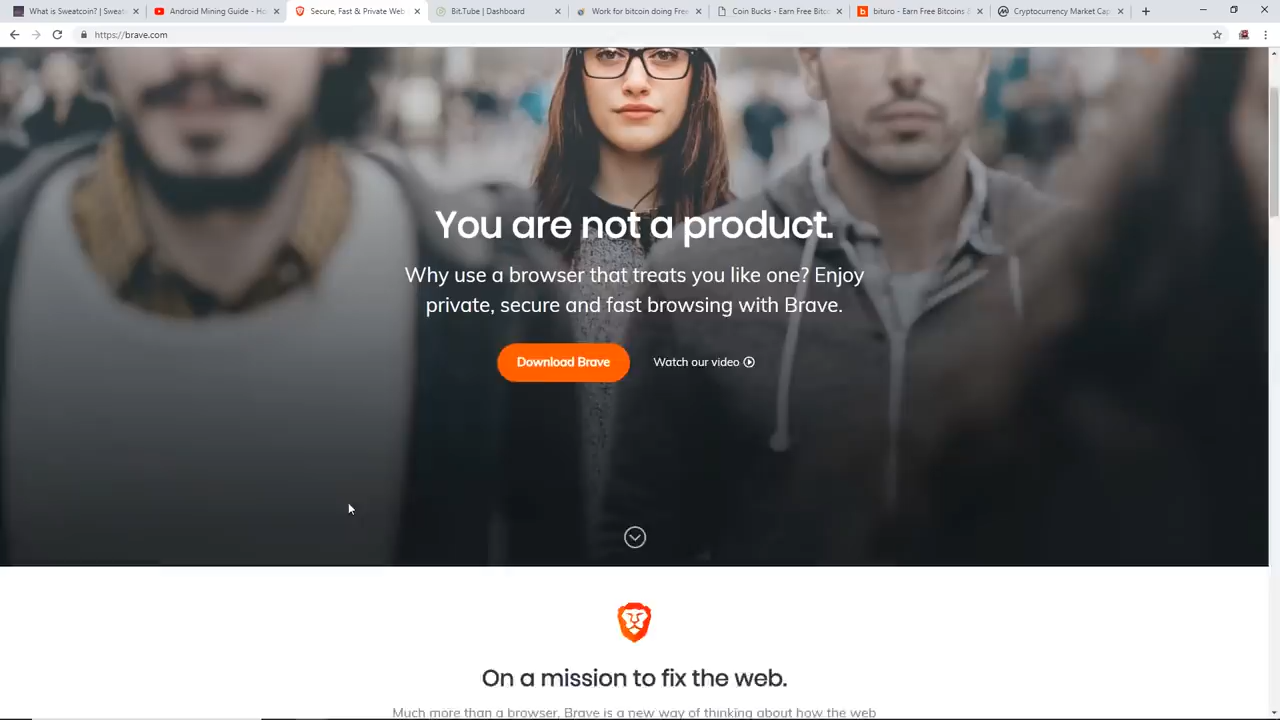 What is Sweatcoin? | Sweat
Android Mining Guide - Ho
Secure, Fast & Private Web
Bit.Tube | Dashboard
Work for bitcoin doing Free
Coin Bucks - Earn Free Bitc
bituro - Earn Free Bitcoins &
Cryptocurrency Market Cap
https://brave.com
You are not a product.
Why use a browser that treats you like one? Enjoy
private, secure and fast browsing with Brave.
Download Brave
Watch our video
On a mission to fix the web.
Much more than a browser, Brave is a new way of thinking about how the web